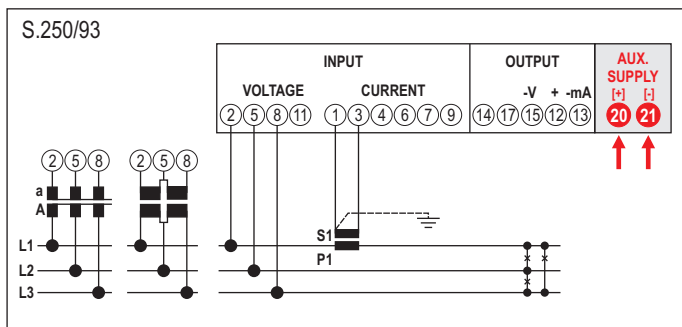 S.250/93
INPUT
OUTPUT
AUX.
SUPPLY
VOLTAGE
CURRENT
-V + -mA
[+] [-]
2 5 8 11 1 3 4 6 7 9 14 17 15 12 13 20 21
2 5 8 2 5 8
a
A
S1
L1
P1
L2
L3